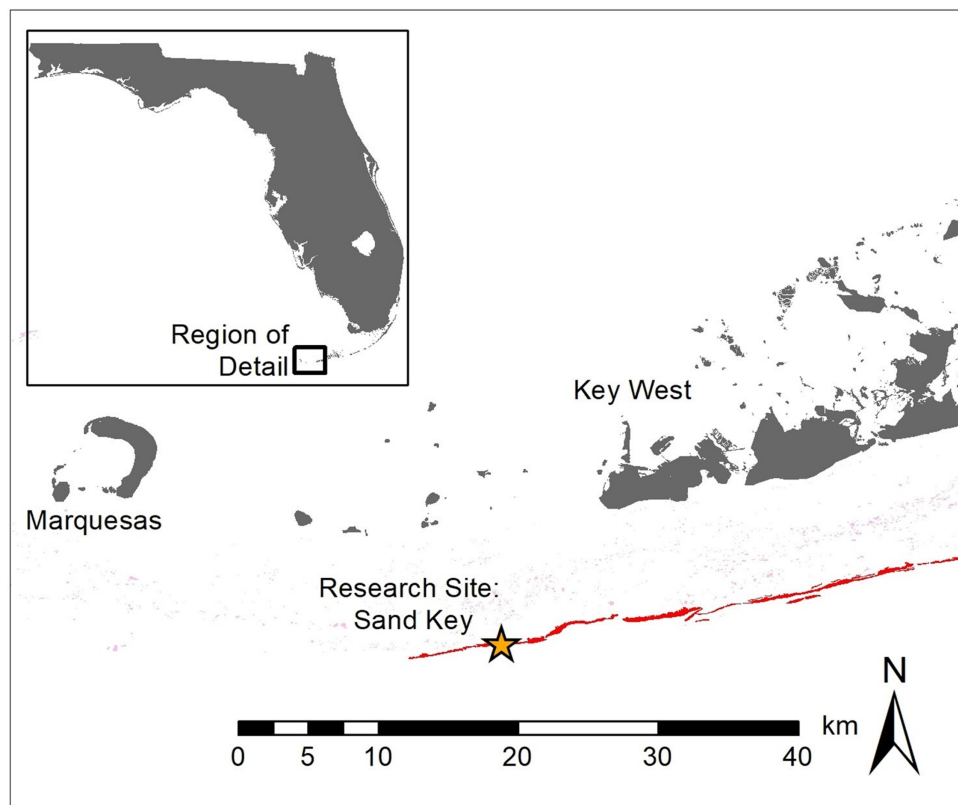 Region of
Detail
Key West
Marquesas
Research Site:
Sand Key
N
km
0 5 10 20 30 40